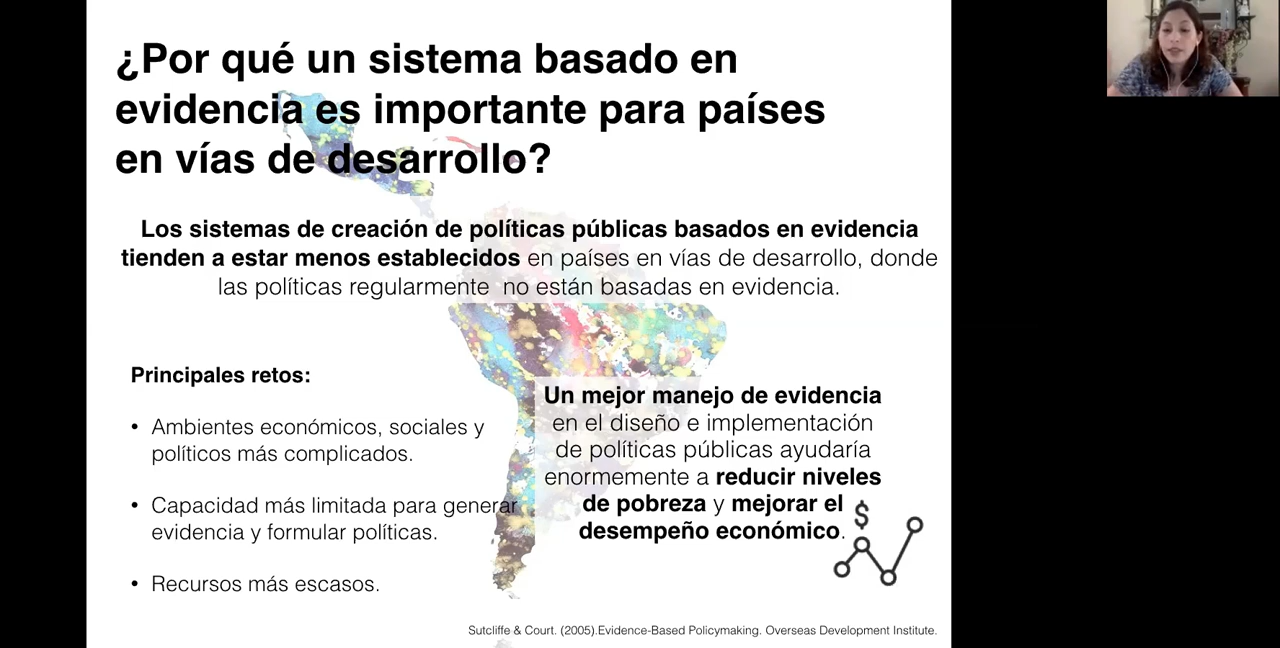 ¿Por qué un sistema basado en
evidencia es importante para países
en vías de desarrollo?
Los sistemas de creación de políticas públicas basados en evidencia
tienden a estar menos establecidos en países en vías de desarrollo, donde
las políticas regularmente no están basadas en evidencia.
Principales retos:
• Ambientes económicos, sociales y
políticos más complicados.
• Capacidad más limitada para generar
evidencia y formular políticas.
• Recursos más escasos.
Un mejor manejo de evidencia
en el diseño e implementación
de políticas públicas ayudaría
enormemente a reducir niveles
de pobreza y mejorar el
desempeño económico.
$
Sutcliffe & Court. (2005).Evidence-Based Policymaking. Overseas Development Institute.